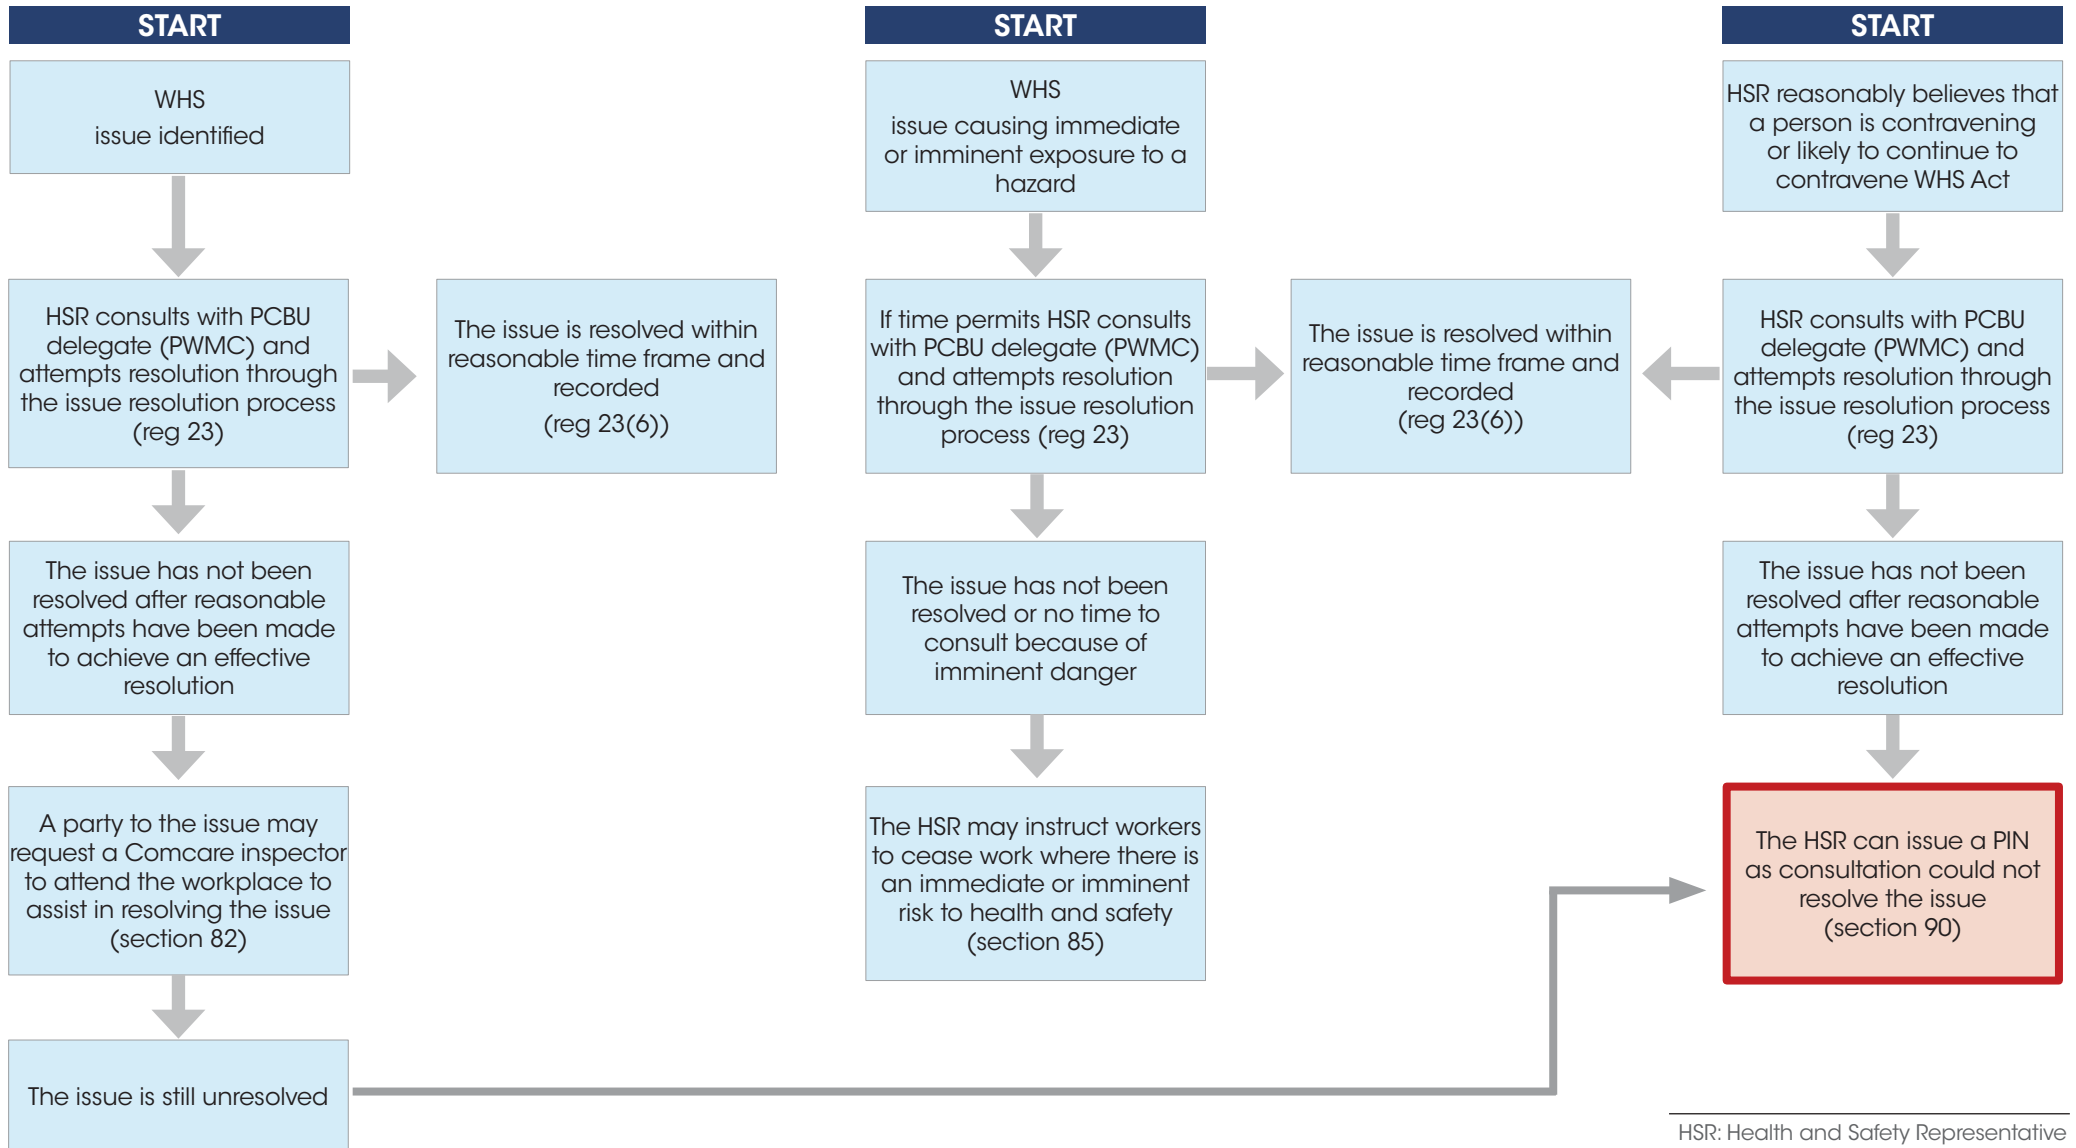 START
WHS
issue identified
HSR consults with PCBU
delegate (PWMC) and
attempts resolution through
the issue resolution process
(reg 23)
The issue is resolved within
reasonable time frame and
recorded
(reg 23(6))
The issue has not been
resolved after reasonable
attempts have been made
to achieve an effective
resolution
A party to the issue may
request a Comcare inspector
to attend the workplace to
assist in resolving the issue
(section 82)
The issue is still unresolved
START
WHS
issue causing immediate
or imminent exposure to a
hazard
If time permits HSR consults
with PCBU delegate (PWMC)
and attempts resolution
through the issue resolution
process (reg 23)
The issue is resolved within
reasonable time frame and
recorded
(reg 23(6))
The issue has not been
resolved or no time to
consult because of
imminent danger
The HSR may instruct workers
to cease work where there is
an immediate or imminent
risk to health and safety
(section 85)
START
HSR reasonably believes that
a person is contravening
or likely to continue to
contravene WHS Act
HSR consults with PCBU
delegate (PWMC) and
attempts resolution through
the issue resolution process
(reg 23)
The issue has not been
resolved after reasonable
attempts have been made
to achieve an effective
resolution
The HSR can issue a PIN
as consultation could not
resolve the issue
(section 90)
HSR: Health and Safety Representative